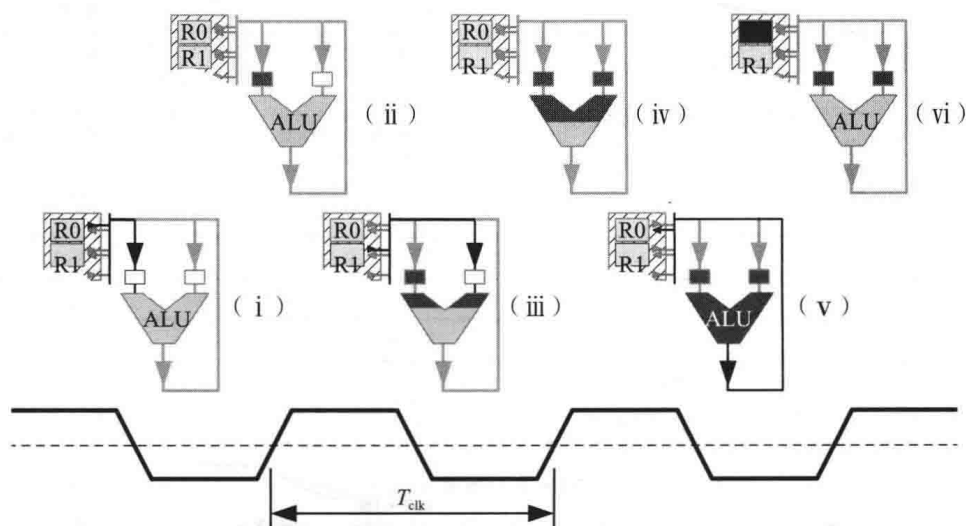 R0
R1
ALU
( ii )
R0
R1
( iv )
R1
ALU
( vi )
R0
R1
ALU
( i )
R0
R1
( iii )
R0
R1
ALU
( v )
T_clk